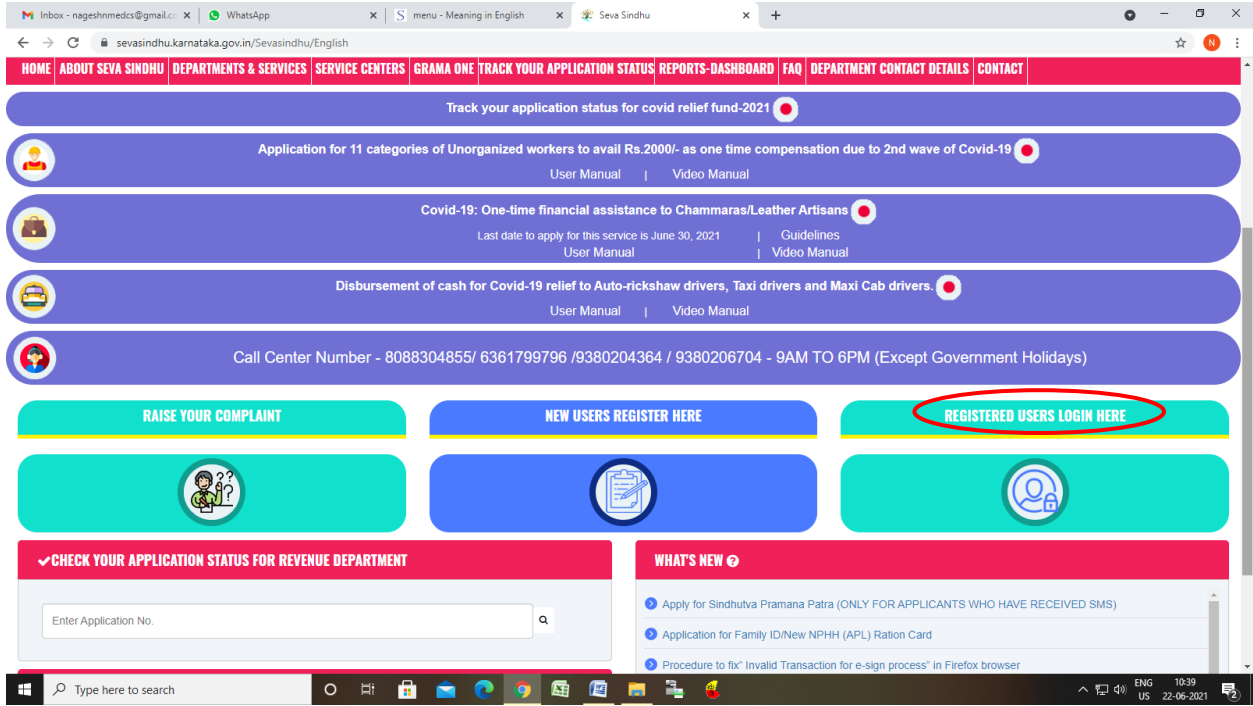 Inbox - nageshnmedcs@gmail.co
WhatsApp
S menu - Meaning in English
Seva Sindhu
sevasindhu.karnataka.gov.in/Sevasindhu/English
N
HOME ABOUT SEVA SINDHU DEPARTMENTS & SERVICES SERVICE CENTERS GRAMA ONE TRACK YOUR APPLICATION STATUS REPORTS-DASHBOARD FAQ DEPARTMENT CONTACT DETAILS CONTACT
Track your application status for covid relief fund-2021
Application for 11 categories of Unorganized workers to avail Rs.2000/- as one time compensation due to 2nd wave of Covid-19
User Manual | Video Manual
Covid-19: One-time financial assistance to Chammaras/Leather Artisans
Last date to apply for this service is June 30, 2021 | Guidelines
User Manual | Video Manual
Disbursement of cash for Covid-19 relief to Auto-rickshaw drivers, Taxi drivers and Maxi Cab drivers.
User Manual | Video Manual
Call Center Number - 8088304855/ 6361799796 /9380204364 / 9380206704 - 9AM TO 6PM (Except Government Holidays)
RAISE YOUR COMPLAINT
NEW USERS REGISTER HERE
REGISTERED USERS LOGIN HERE
CHECK YOUR APPLICATION STATUS FOR REVENUE DEPARTMENT
Enter Application No.
WHAT'S NEW
Apply for Sindhutva Pramana Patra (ONLY FOR APPLICANTS WHO HAVE RECEIVED SMS)
Application for Family ID/New NPHH (APL) Ration Card
Procedure to fix" Invalid Transaction for e-sign process" in Firefox browser
Type here to search
ENG
US
10:39
22-06-2021
2